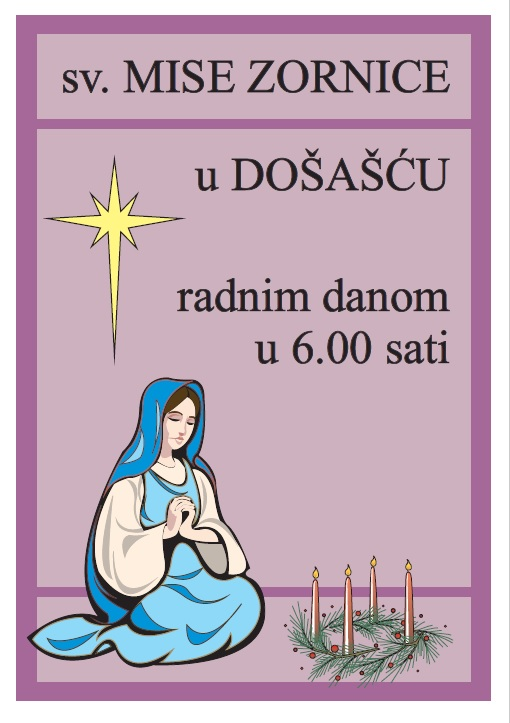 sv. MISE ZORNICE
u DOŠAŠĆU
radnim danom
u 6.00 sati